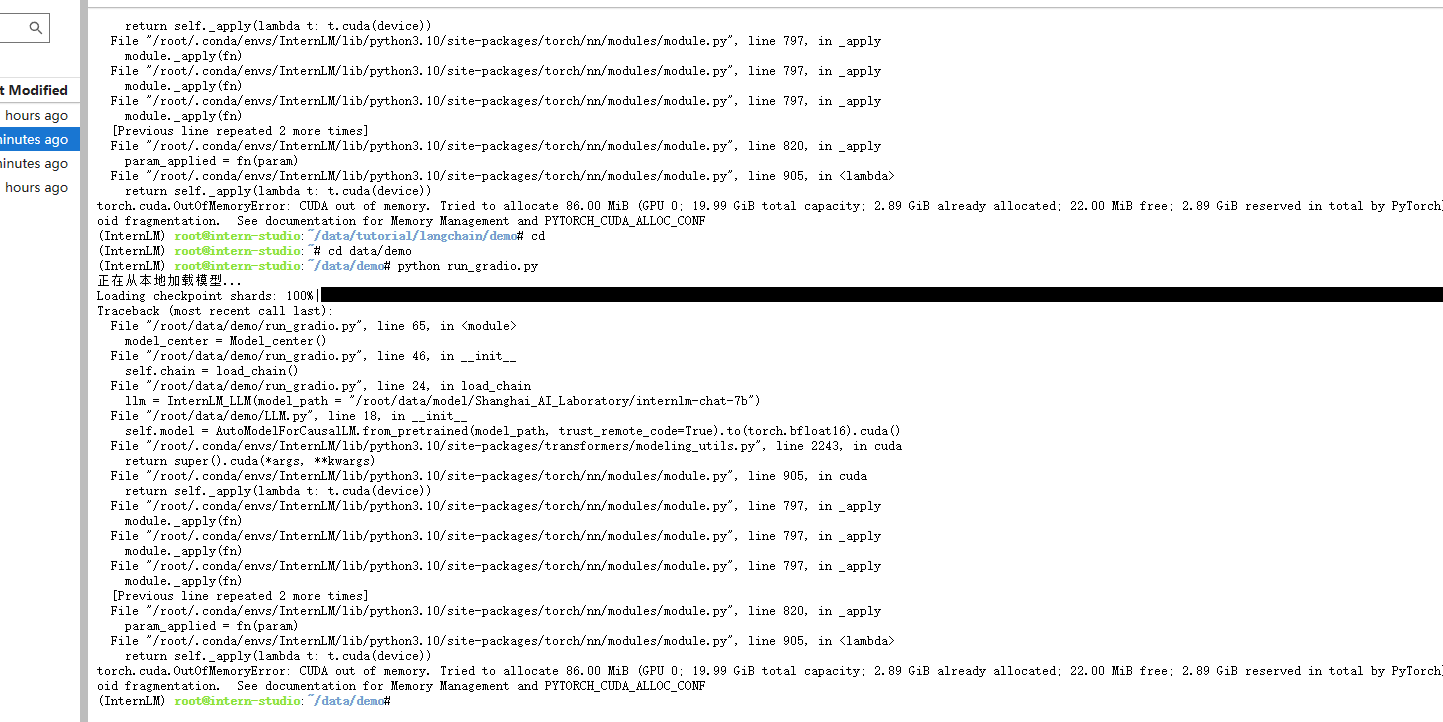 t Modified
hours ago
minutes ago
minutes ago
hours ago
return self._apply(lambda t: t.cuda(device))
File "/root/.conda/envs/InternLM/lib/python3.10/site-packages/torch/nn/modules/module.py", line 797, in _apply
module._apply(fn)
File "/root/.conda/envs/InternLM/lib/python3.10/site-packages/torch/nn/modules/module.py", line 797, in _apply
module._apply(fn)
File "/root/.conda/envs/InternLM/lib/python3.10/site-packages/torch/nn/modules/module.py", line 797, in _apply
module._apply(fn)
[Previous line repeated 2 more times]
File "/root/.conda/envs/InternLM/lib/python3.10/site-packages/torch/nn/modules/module.py", line 820, in _apply
param_applied = fn(param)
File "/root/.conda/envs/InternLM/lib/python3.10/site-packages/torch/nn/modules/module.py", line 905, in <lambda>
return self._apply(lambda t: t.cuda(device))
torch.cuda.OutOfMemoryError: CUDA out of memory. Tried to allocate 86.00 MiB (GPU 0; 19.99 GiB total capacity; 2.89 GiB already allocated; 22.00 MiB free; 2.89 GiB reserved in total by PyTorch)
oid fragmentation.  See documentation for Memory Management and PYTORCH_CUDA_ALLOC_CONF
(InternLM) root@intern-studio:~/data/tutorial/langchain/demo# cd
(InternLM) root@intern-studio:~# cd data/demo
(InternLM) root@intern-studio:~/data/demo# python run_gradio.py
正在从本地加载模型...
Loading checkpoint shards: 100%|
Traceback (most recent call last):
File "/root/data/demo/run_gradio.py", line 65, in <module>
model_center = Model_center()
File "/root/data/demo/run_gradio.py", line 46, in __init__
self.chain = load_chain()
File "/root/data/demo/run_gradio.py", line 24, in load_chain
llm = InternLM_LLM(model_path = "/root/data/model/Shanghai_AI_Laboratory/internlm-chat-7b")
File "/root/data/demo/LLM.py", line 18, in __init__
self.model = AutoModelForCausalLM.from_pretrained(model_path, trust_remote_code=True).to(torch.bfloat16).cuda()
File "/root/.conda/envs/InternLM/lib/python3.10/site-packages/transformers/modeling_utils.py", line 2243, in cuda
return super().cuda(*args, **kwargs)
File "/root/.conda/envs/InternLM/lib/python3.10/site-packages/torch/nn/modules/module.py", line 905, in cuda
return self._apply(lambda t: t.cuda(device))
File "/root/.conda/envs/InternLM/lib/python3.10/site-packages/torch/nn/modules/module.py", line 797, in _apply
module._apply(fn)
File "/root/.conda/envs/InternLM/lib/python3.10/site-packages/torch/nn/modules/module.py", line 797, in _apply
module._apply(fn)
File "/root/.conda/envs/InternLM/lib/python3.10/site-packages/torch/nn/modules/module.py", line 797, in _apply
module._apply(fn)
[Previous line repeated 2 more times]
File "/root/.conda/envs/InternLM/lib/python3.10/site-packages/torch/nn/modules/module.py", line 820, in _apply
param_applied = fn(param)
File "/root/.conda/envs/InternLM/lib/python3.10/site-packages/torch/nn/modules/module.py", line 905, in <lambda>
return self._apply(lambda t: t.cuda(device))
torch.cuda.OutOfMemoryError: CUDA out of memory. Tried to allocate 86.00 MiB (GPU 0; 19.99 GiB total capacity; 2.89 GiB already allocated; 22.00 MiB free; 2.89 GiB reserved in total by PyTorch)
oid fragmentation.  See documentation for Memory Management and PYTORCH_CUDA_ALLOC_CONF
(InternLM) root@intern-studio:~/data/demo#